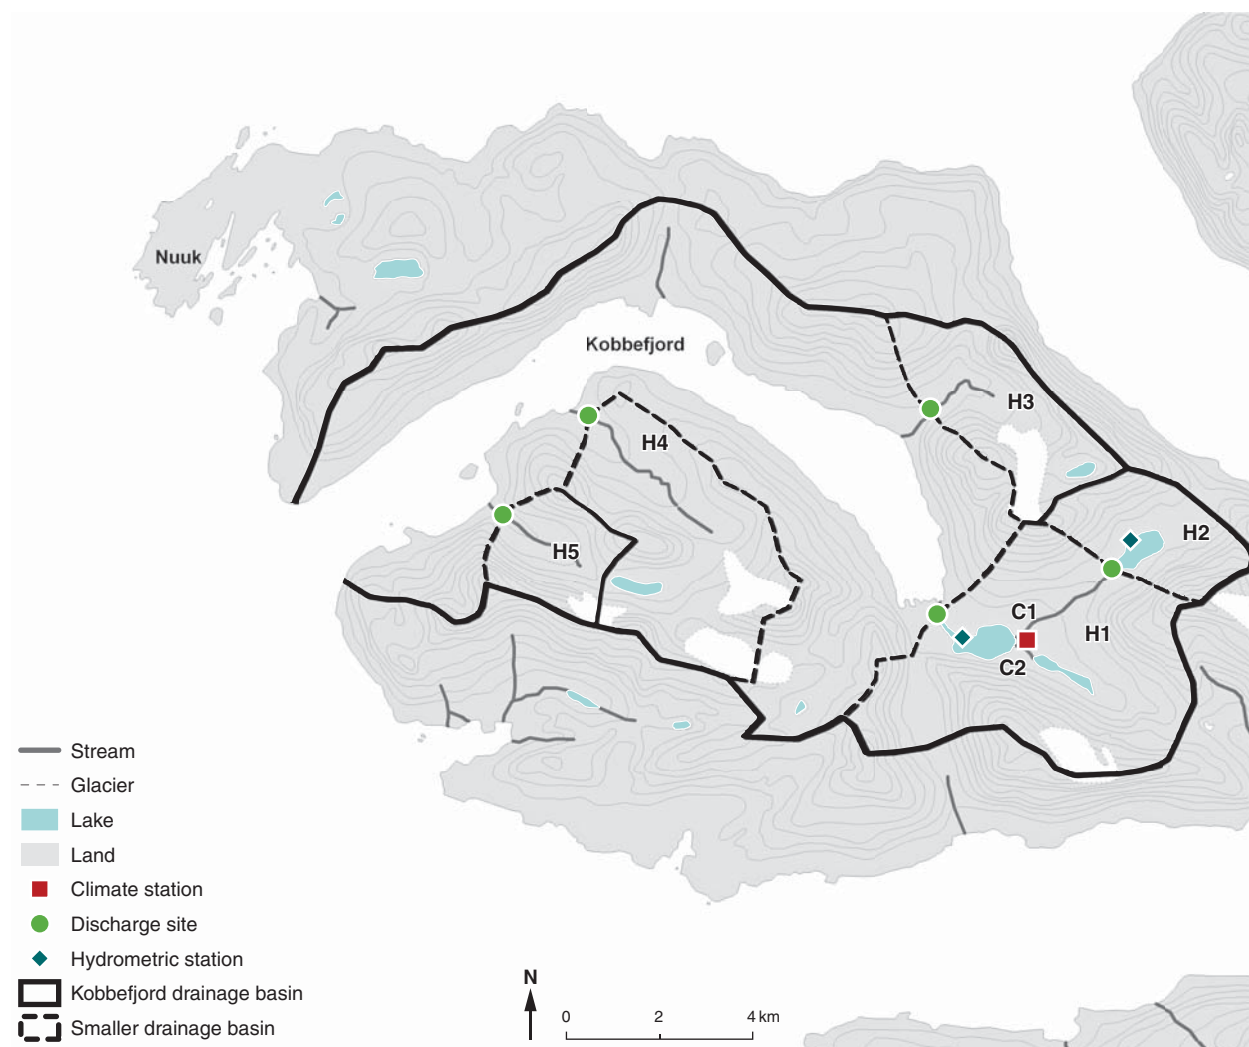 Nuuk
Kobbefjord
H3
H4
H2
H5
C1
H1
C2
Stream
Glacier
Lake
Land
Climate station
Discharge site
Hydrometric station
Kobbefjord drainage basin
Smaller drainage basin
N
0 2 4 km